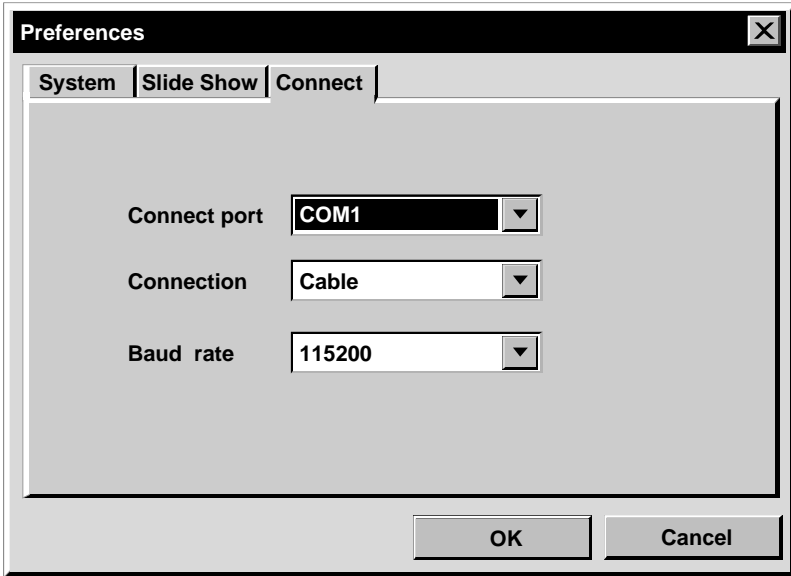 Preferences
System Slide Show Connect
Connect port COM1
Connection Cable
Baud rate 115200
OK Cancel